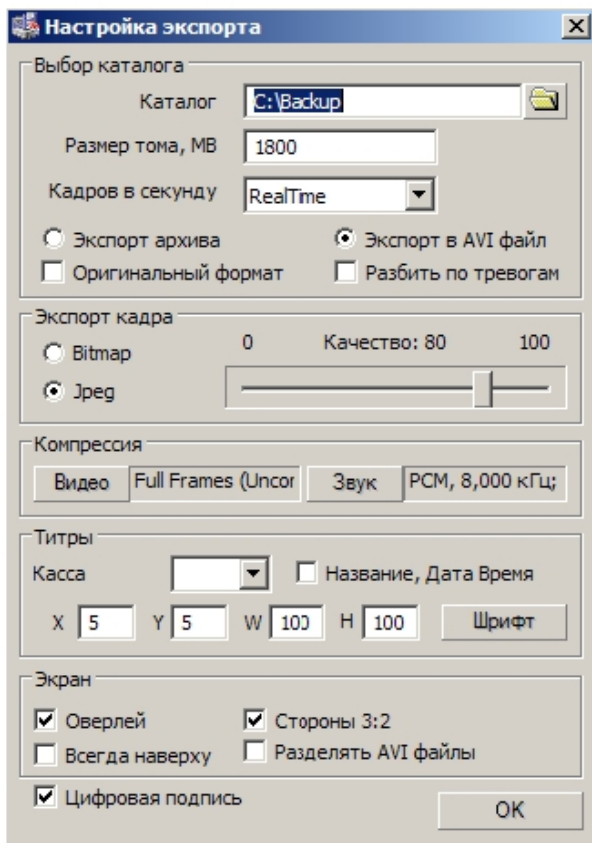 Настройка экспорта
Выбор каталога
Каталог C:\Backup
Размер тома, МВ 1800
Кадров в секунду RealTime
Экспорт архива Экспорт в AVI файл
Оригинальный формат Разбить по тревогам
Экспорт кадра
Bitmap 0 Качество: 80 100
Jpeg
Компрессия
Видео Full Frames (Uncor Звук PCM, 8,000 кГц;
Титры
Касса Название, Дата Время
X 5 Y 5 W 100 H 100 Шрифт
Экран
Оверлей Стороны 3:2
Всегда наверху Разделять AVI файлы
Цифровая подпись OK